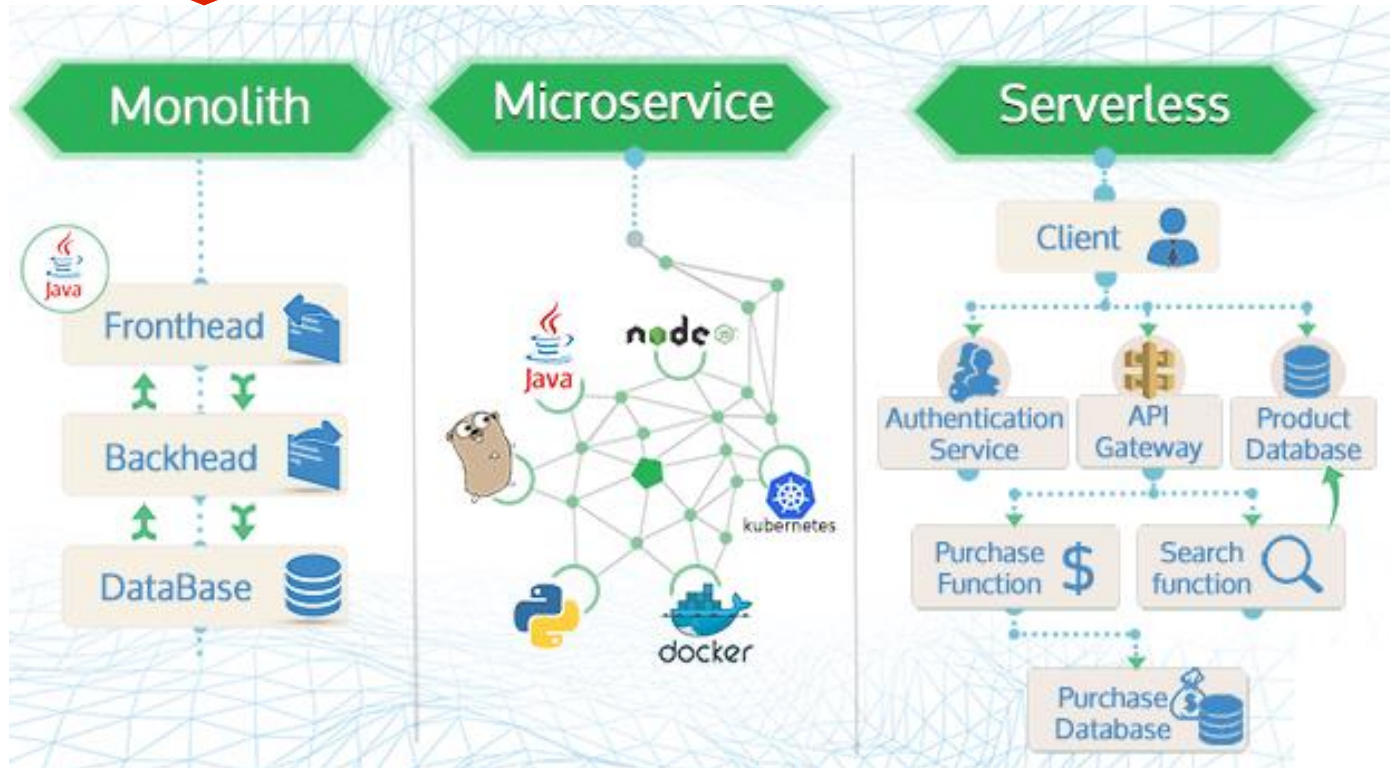 Monolith
Java
Fronthead
Backhead
DataBase
Microservice
Java
node JS
kubernetes
docker
Serverless
Client
Authentication
Service
API
Gateway
Product
Database
Purchase
Function
$
Search
function
Purchase
Database
$